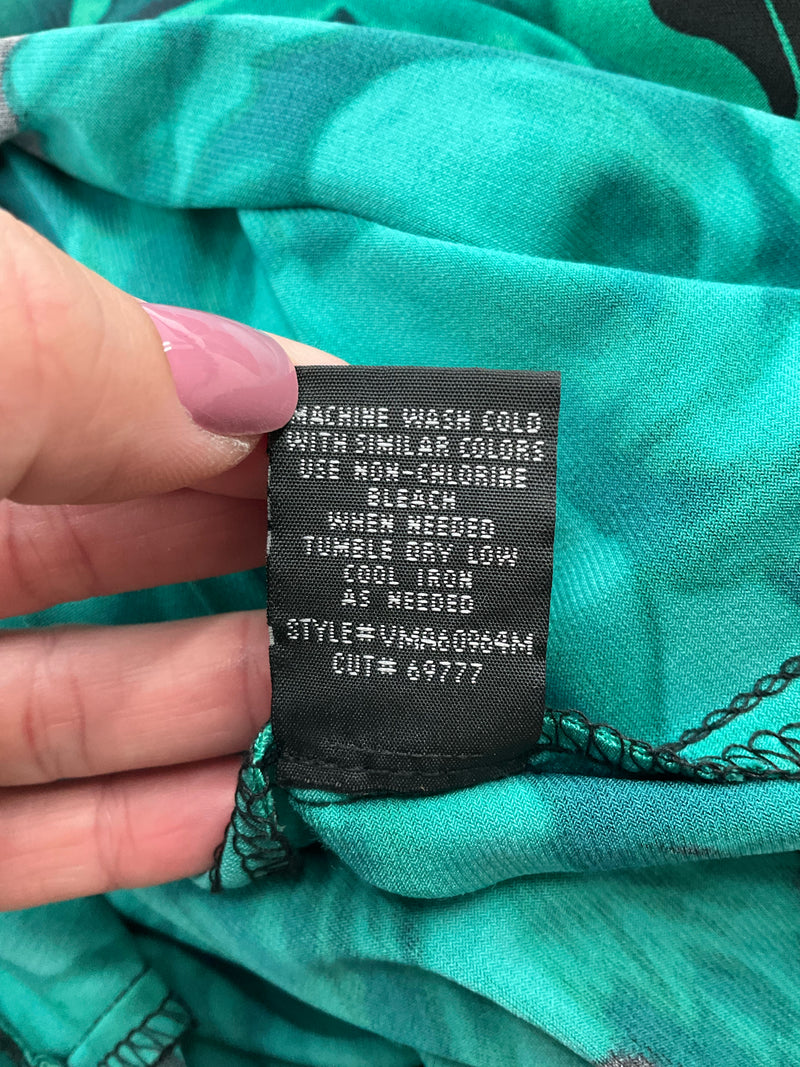 MACHINE WASH COLD
WITH SIMILAR COLORS
USE NON-CHLORINE
BLEACH
WHEN NEEDED
TUMBLE DRY LOW
COOL IRON
AS NEEDED
STYLE# VMA60964M
CUT# 69777